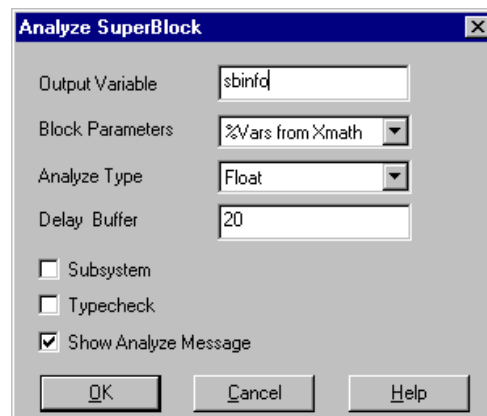 Analyze SuperBlock
Output Variable sbinfo
Block Parameters %Vars from Xmath
Analyze Type Float
Delay Buffer 20
Subsystem
Typecheck
Show Analyze Message
OK Cancel Help